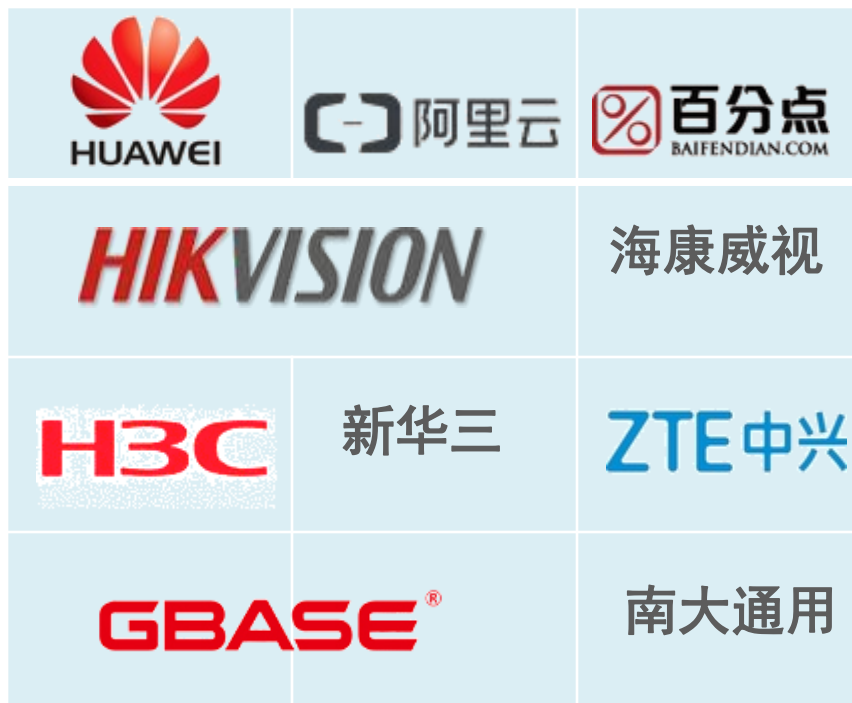 HUAWEI
阿里云
百分点
BAIFENDIAN.COM
HIKVISION
海康威视
H3C
新华三
ZTE中兴
GBASE®
南大通用